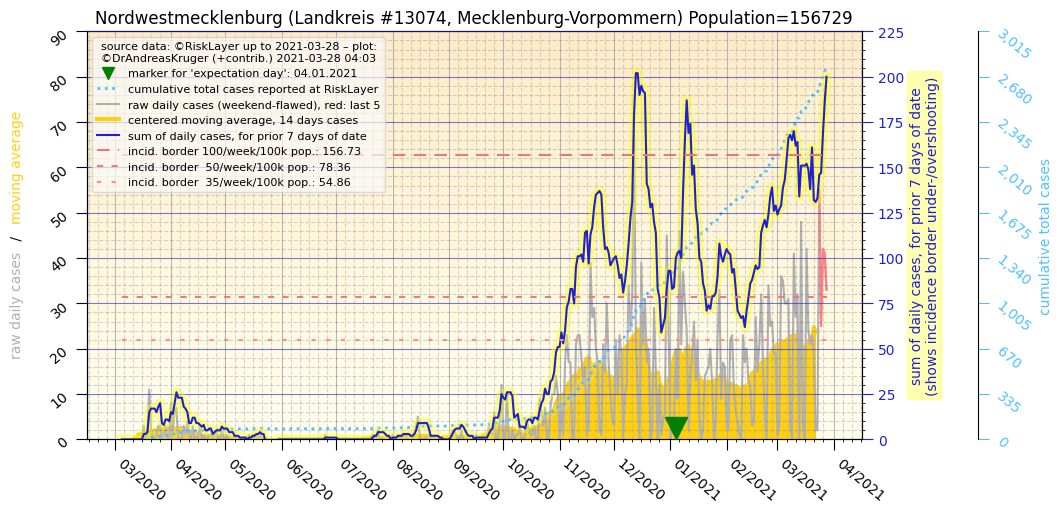 Nordwestmecklenburg (Landkreis #13074, Mecklenburg-Vorpommern) Population=156729
source data: ©RiskLayer up to 2021-03-28 – plot:
©DrAndreasKruger (+contrib.) 2021-03-28 04:03
marker for 'expectation day': 04.01.2021
cumulative total cases reported at RiskLayer
raw daily cases (weekend-flawed), red: last 5
centered moving average, 14 days cases
sum of daily cases, for prior 7 days of date
incid. border 100/week/100k pop.: 156.73
incid. border  50/week/100k pop.: 78.36
incid. border  35/week/100k pop.: 54.86
raw daily cases  /  moving average
90
80
70
60
50
40
30
20
10
0
03/2020
04/2020
05/2020
06/2020
07/2020
08/2020
09/2020
10/2020
11/2020
12/2020
01/2021
02/2021
03/2021
04/2021
225
200
175
150
125
100
75
50
25
0
sum of daily cases, for prior 7 days of date
(shows incidence border under-/overshooting)
3,015
2,680
2,345
2,010
1,675
1,340
1,005
670
335
0
cumulative total cases